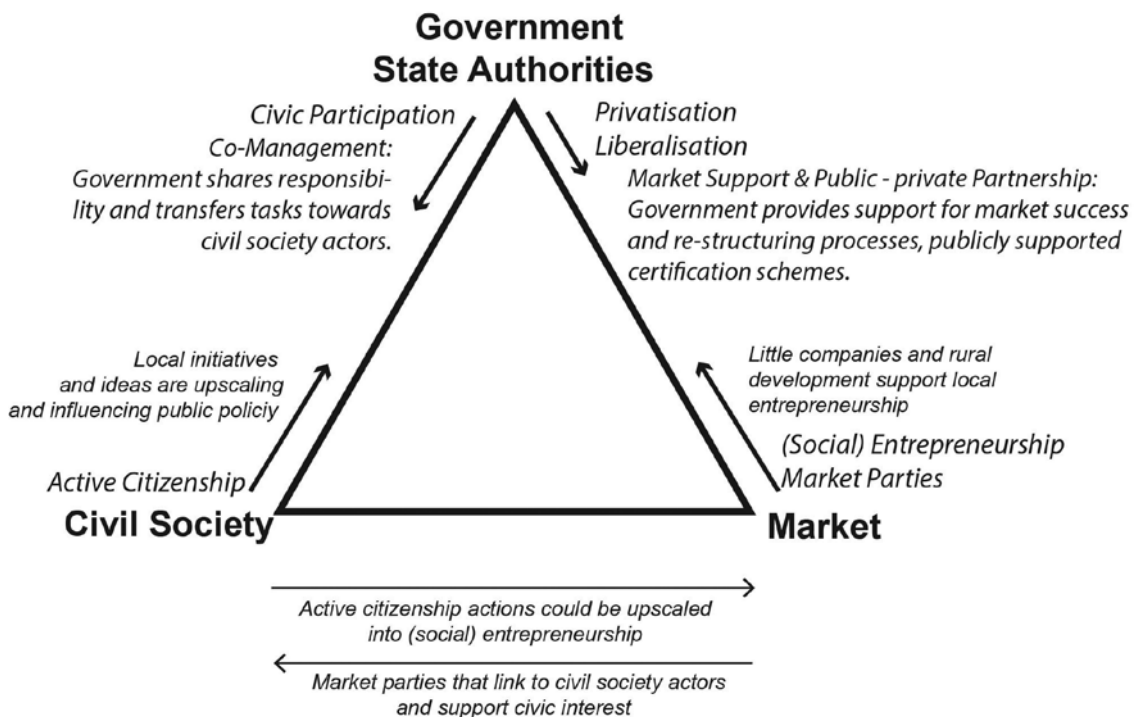 Government
State Authorities
Civic Participation
Co-Management:
Government shares responsibi-
lity and transfers tasks towards
civil society actors.
Privatisation
Liberalisation
Market Support & Public - private Partnership:
Government provides support for market success
and re-structuring processes, publicly supported
certification schemes.
Local initiatives
and ideas are upscaling
and influencing public policiy
Active Citizenship
Civil Society
Little companies and rural
development support local
entrepreneurship
(Social) Entrepreneurship
Market Parties
Market
Active citizenship actions could be upscaled
into (social) entrepreneurship
Market parties that link to civil society actors
and support civic interest